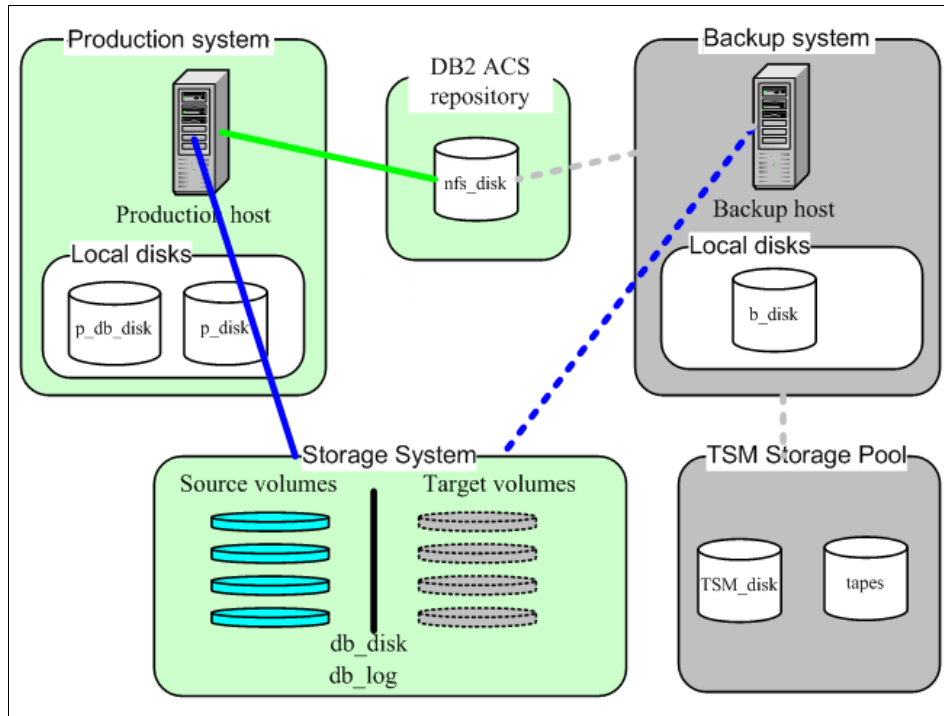 Production system
Production host
Local disks
p_db_disk
p_disk
DB2 ACS
repository
nfs_disk
Backup system
Backup host
Local disks
b_disk
Storage System
Source volumes
Target volumes
db_disk
db_log
TSM Storage Pool
TSM_disk
tapes